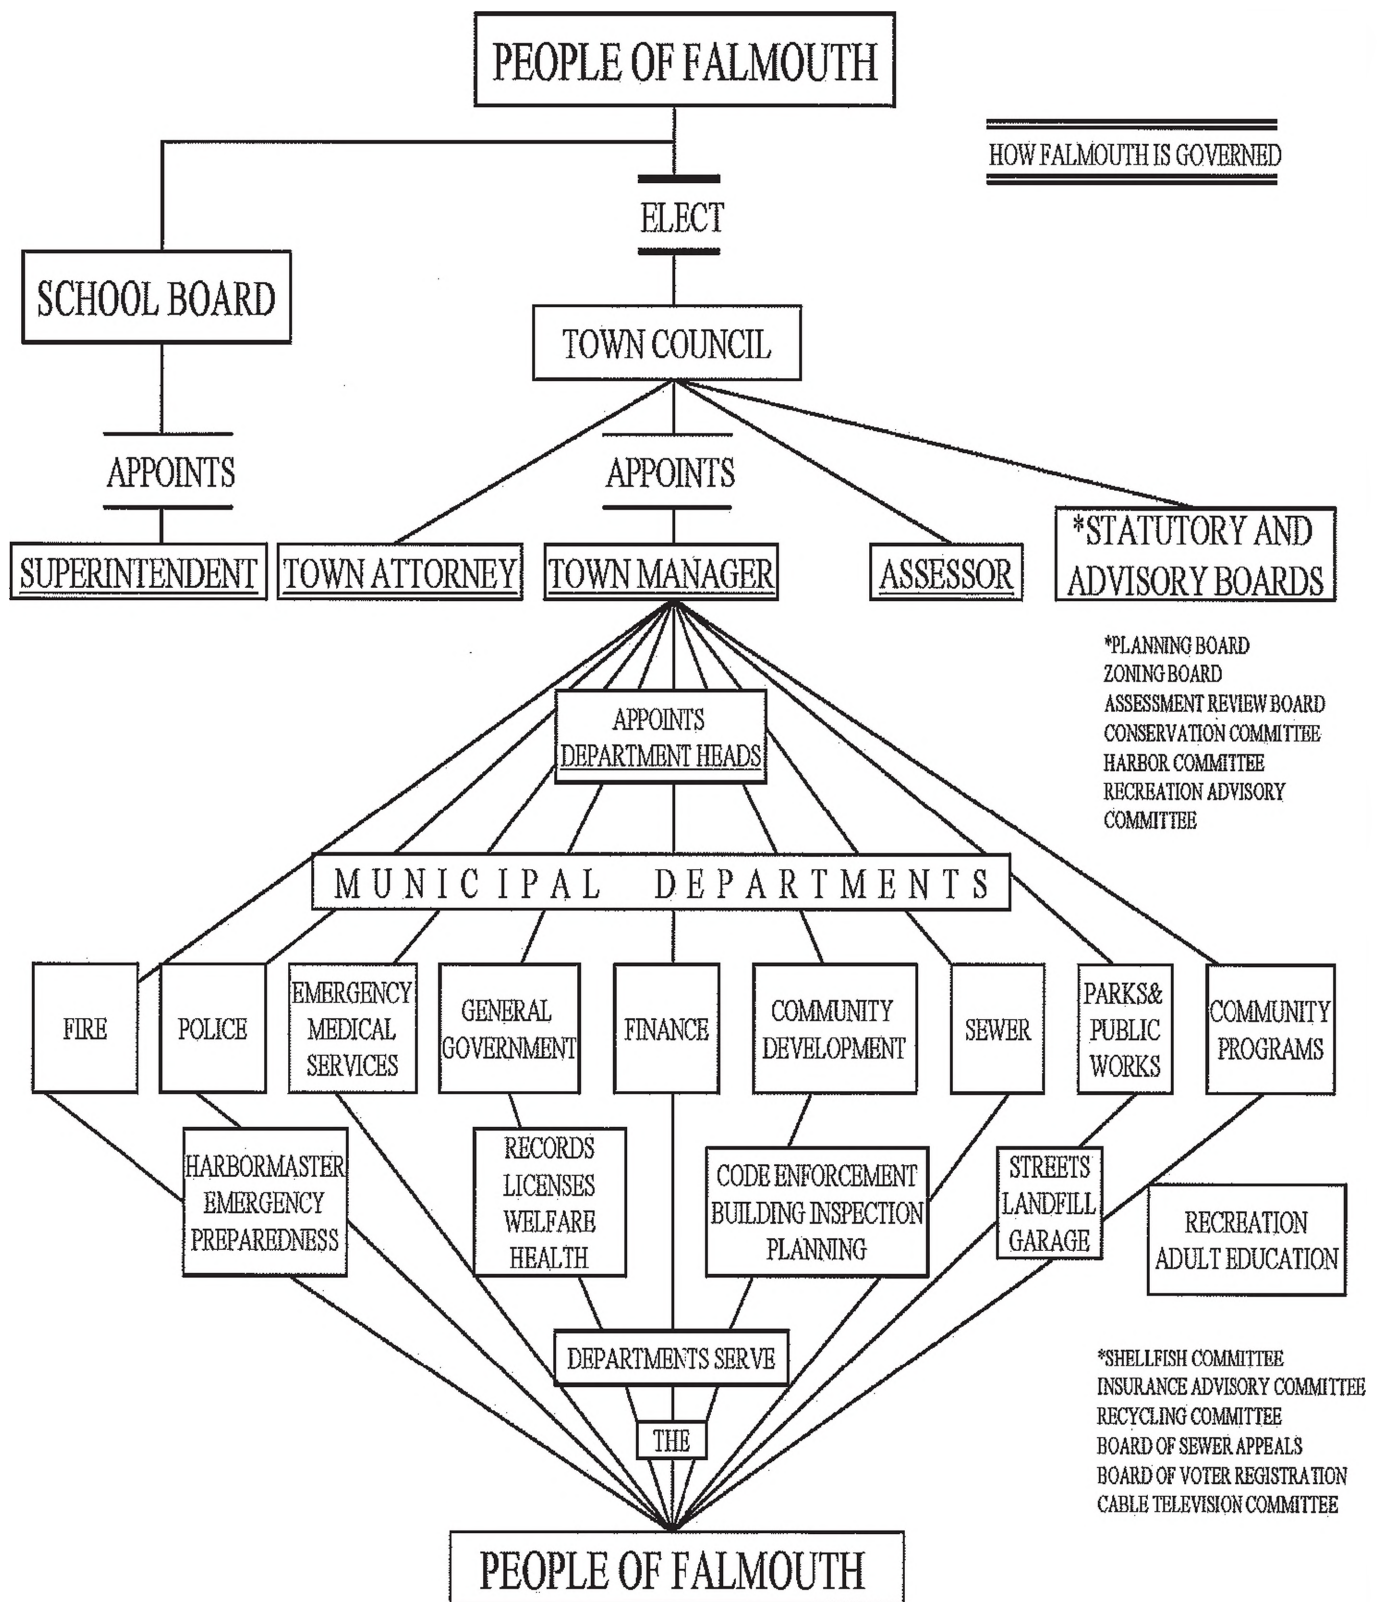 PEOPLE OF FALMOUTH
HOW FALMOUTH IS GOVERNED
ELECT
SCHOOL BOARD
TOWN COUNCIL
APPOINTS
APPOINTS
SUPERINTENDENT
TOWN ATTORNEY
TOWN MANAGER
ASSESSOR
*STATUTORY AND
ADVISORY BOARDS
*PLANNING BOARD
ZONING BOARD
ASSESSMENT REVIEW BOARD
CONSERVATION COMMITTEE
HARBOR COMMITTEE
RECREATION ADVISORY
COMMITTEE
APPOINTS
DEPARTMENT HEADS
MUNICIPAL DEPARTMENTS
FIRE
POLICE
EMERGENCY
MEDICAL
SERVICES
GENERAL
GOVERNMENT
FINANCE
COMMUNITY
DEVELOPMENT
SEWER
PARKS&
PUBLIC
WORKS
COMMUNITY
PROGRAMS
HARBORMASTER
EMERGENCY
PREPAREDNESS
RECORDS
LICENSES
WELFARE
HEALTH
CODE ENFORCEMENT
BUILDING INSPECTION
PLANNING
STREETS
LANDFILL
GARAGE
RECREATION
ADULT EDUCATION
DEPARTMENTS SERVE
THE
*SHELLFISH COMMITTEE
INSURANCE ADVISORY COMMITTEE
RECYCLING COMMITTEE
BOARD OF SEWER APPEALS
BOARD OF VOTER REGISTRATION
CABLE TELEVISION COMMITTEE
PEOPLE OF FALMOUTH